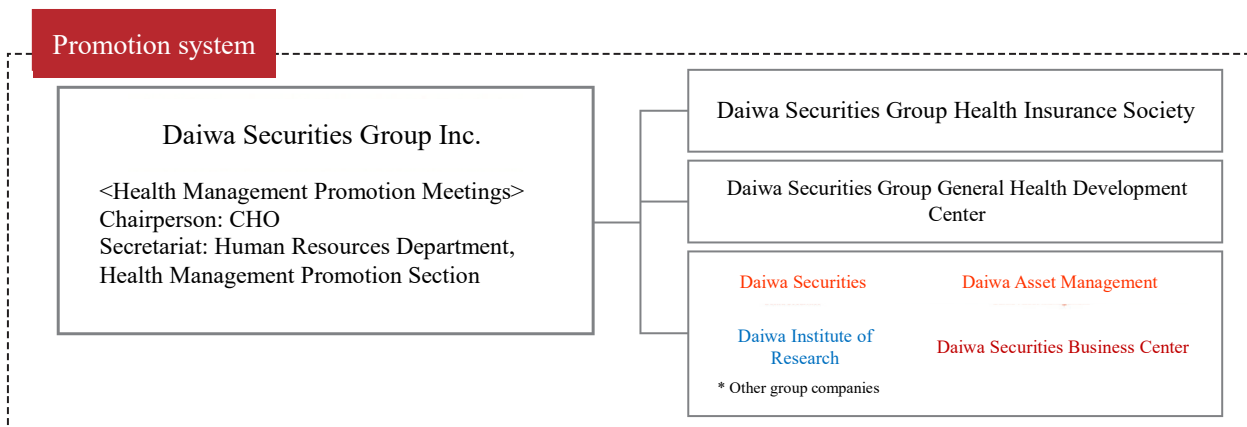 Promotion system
Daiwa Securities Group Inc.
<Health Management Promotion Meetings>
Chairperson: CHO
Secretariat: Human Resources Department,
Health Management Promotion Section
Daiwa Securities Group Health Insurance Society
Daiwa Securities Group General Health Development
Center
Daiwa Securities
Daiwa Asset Management
Daiwa Institute of
Research
Daiwa Securities Business Center
* Other group companies